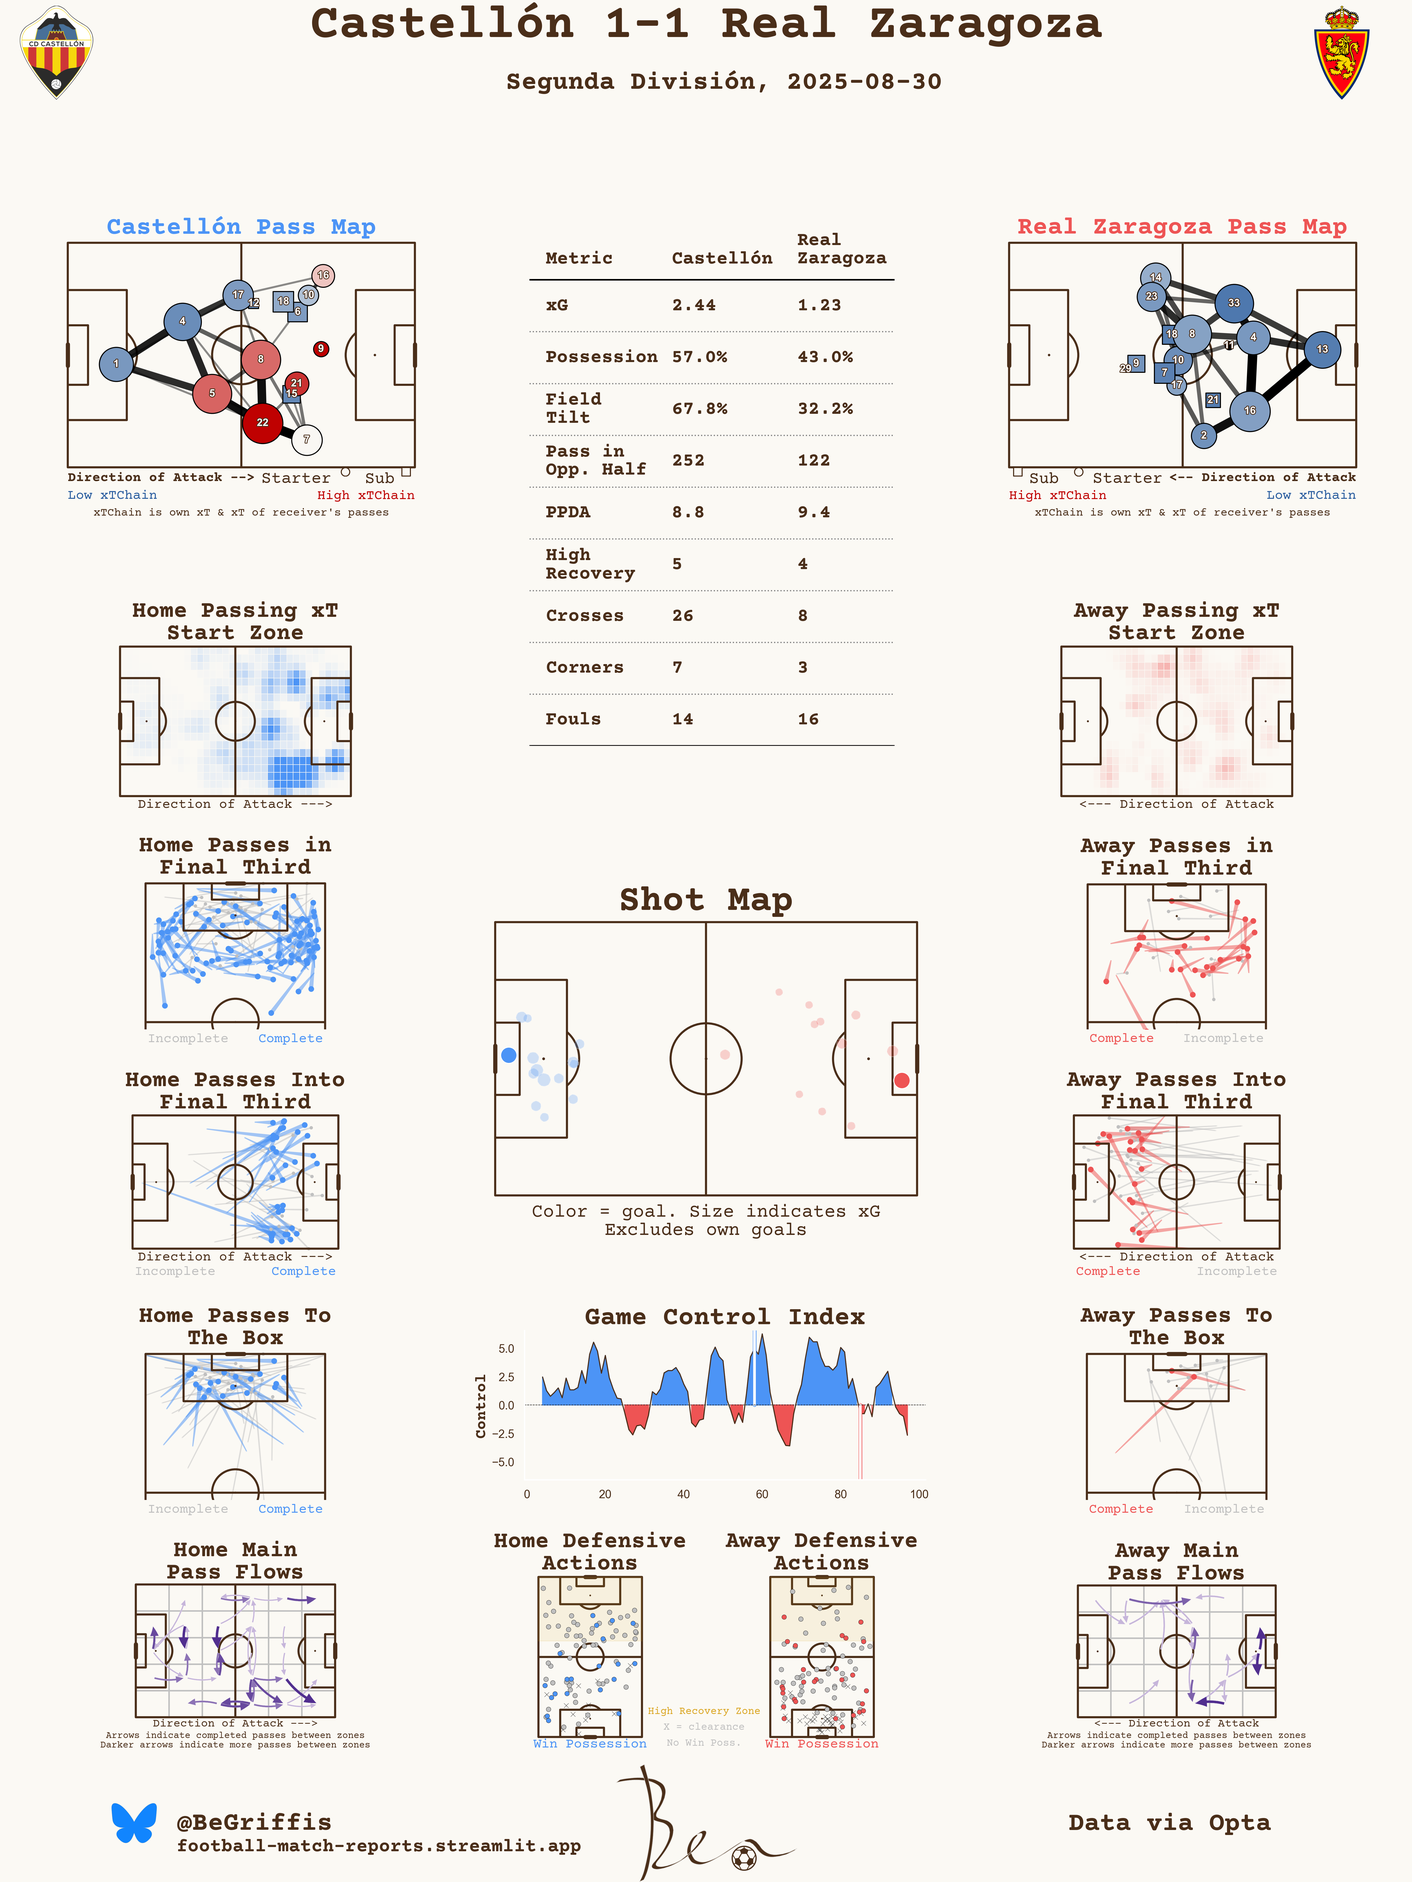 Castellón 1-1 Real Zaragoza
Segunda División, 2025-08-30
CD CASTELLÓN
Castellón Pass Map
16
17
12
18
10
6
4
9
8
1
21
15
5
22
7
Direction of Attack --> Starter Sub
Low xTChain High xTChain
xTChain is own xT & xT of receiver's passes
Metric Castellón Real Zaragoza
xG 2.44 1.23
Possession 57.0% 43.0%
Field Tilt 67.8% 32.2%
Pass in Opp. Half 252 122
PPDA 8.8 9.4
High Recovery 5 4
Crosses 26 8
Corners 7 3
Fouls 14 16
Real Zaragoza Pass Map
14
23
33
18
8
4
11
13
9
29
10
7
17
21
16
2
Sub Starter <-- Direction of Attack
High xTChain Low xTChain
xTChain is own xT & xT of receiver's passes
Home Passing xT
Start Zone
Direction of Attack --->
Away Passing xT
Start Zone
<--- Direction of Attack
Home Passes in
Final Third
Incomplete Complete
Away Passes in
Final Third
Complete Incomplete
Shot Map
Color = goal. Size indicates xG
Excludes own goals
Home Passes Into
Final Third
Direction of Attack --->
Incomplete Complete
Away Passes Into
Final Third
<--- Direction of Attack
Complete Incomplete
Home Passes To
The Box
Incomplete Complete
Game Control Index
Control
5.0
2.5
0.0
−2.5
−5.0
0 20 40 60 80 100
Away Passes To
The Box
Complete Incomplete
Home Main
Pass Flows
Direction of Attack --->
Arrows indicate completed passes between zones
Darker arrows indicate more passes between zones
Home Defensive
Actions
Win Possession
High Recovery Zone
X = clearance
No Win Poss.
Away Defensive
Actions
Win Possession
Away Main
Pass Flows
<--- Direction of Attack
Arrows indicate completed passes between zones
Darker arrows indicate more passes between zones
@BeGriffis
football-match-reports.streamlit.app
Ben
Data via Opta